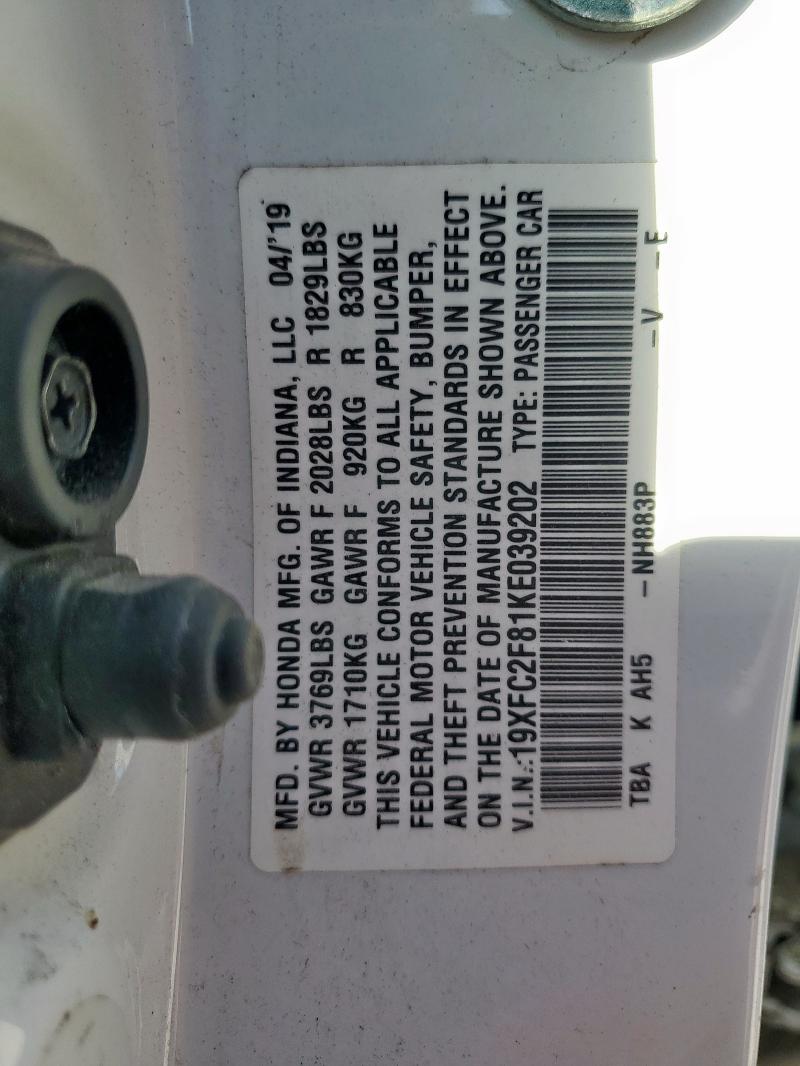 MFD. BY HONDA MFG. OF INDIANA, LLC 04/'19
GVWR 3769LBS GAWR F 2028LBS R 1829LBS
GVWR 1710KG GAWR F 920KG R 830KG
THIS VEHICLE CONFORMS TO ALL APPLICABLE
FEDERAL MOTOR VEHICLE SAFETY, BUMPER,
AND THEFT PREVENTION STANDARDS IN EFFECT
ON THE DATE OF MANUFACTURE SHOWN ABOVE.
V.I.N.:19XFC2F81KE039202 TYPE: PASSENGER CAR
TBA K AH5 –NH883P –V –E